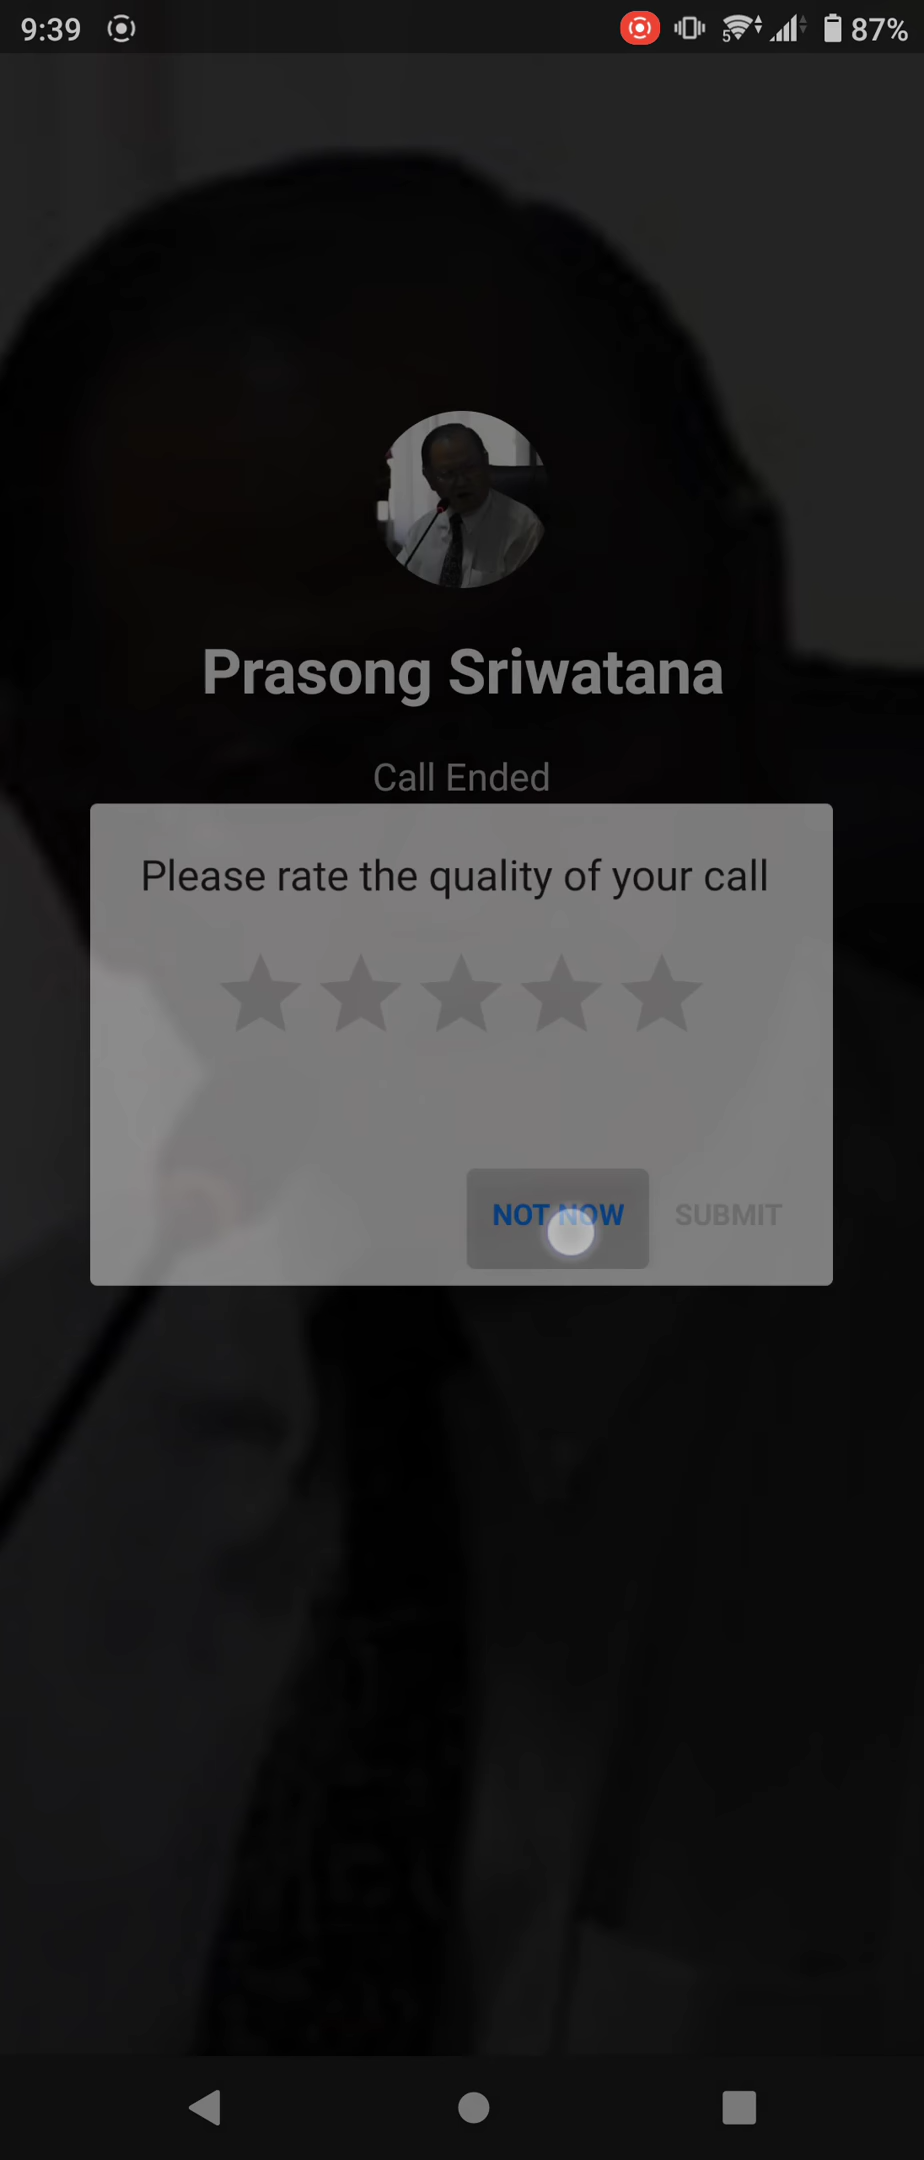 9:39 87%
Prasong Sriwatana
Call Ended
Please rate the quality of your call
NOT NOW SUBMIT